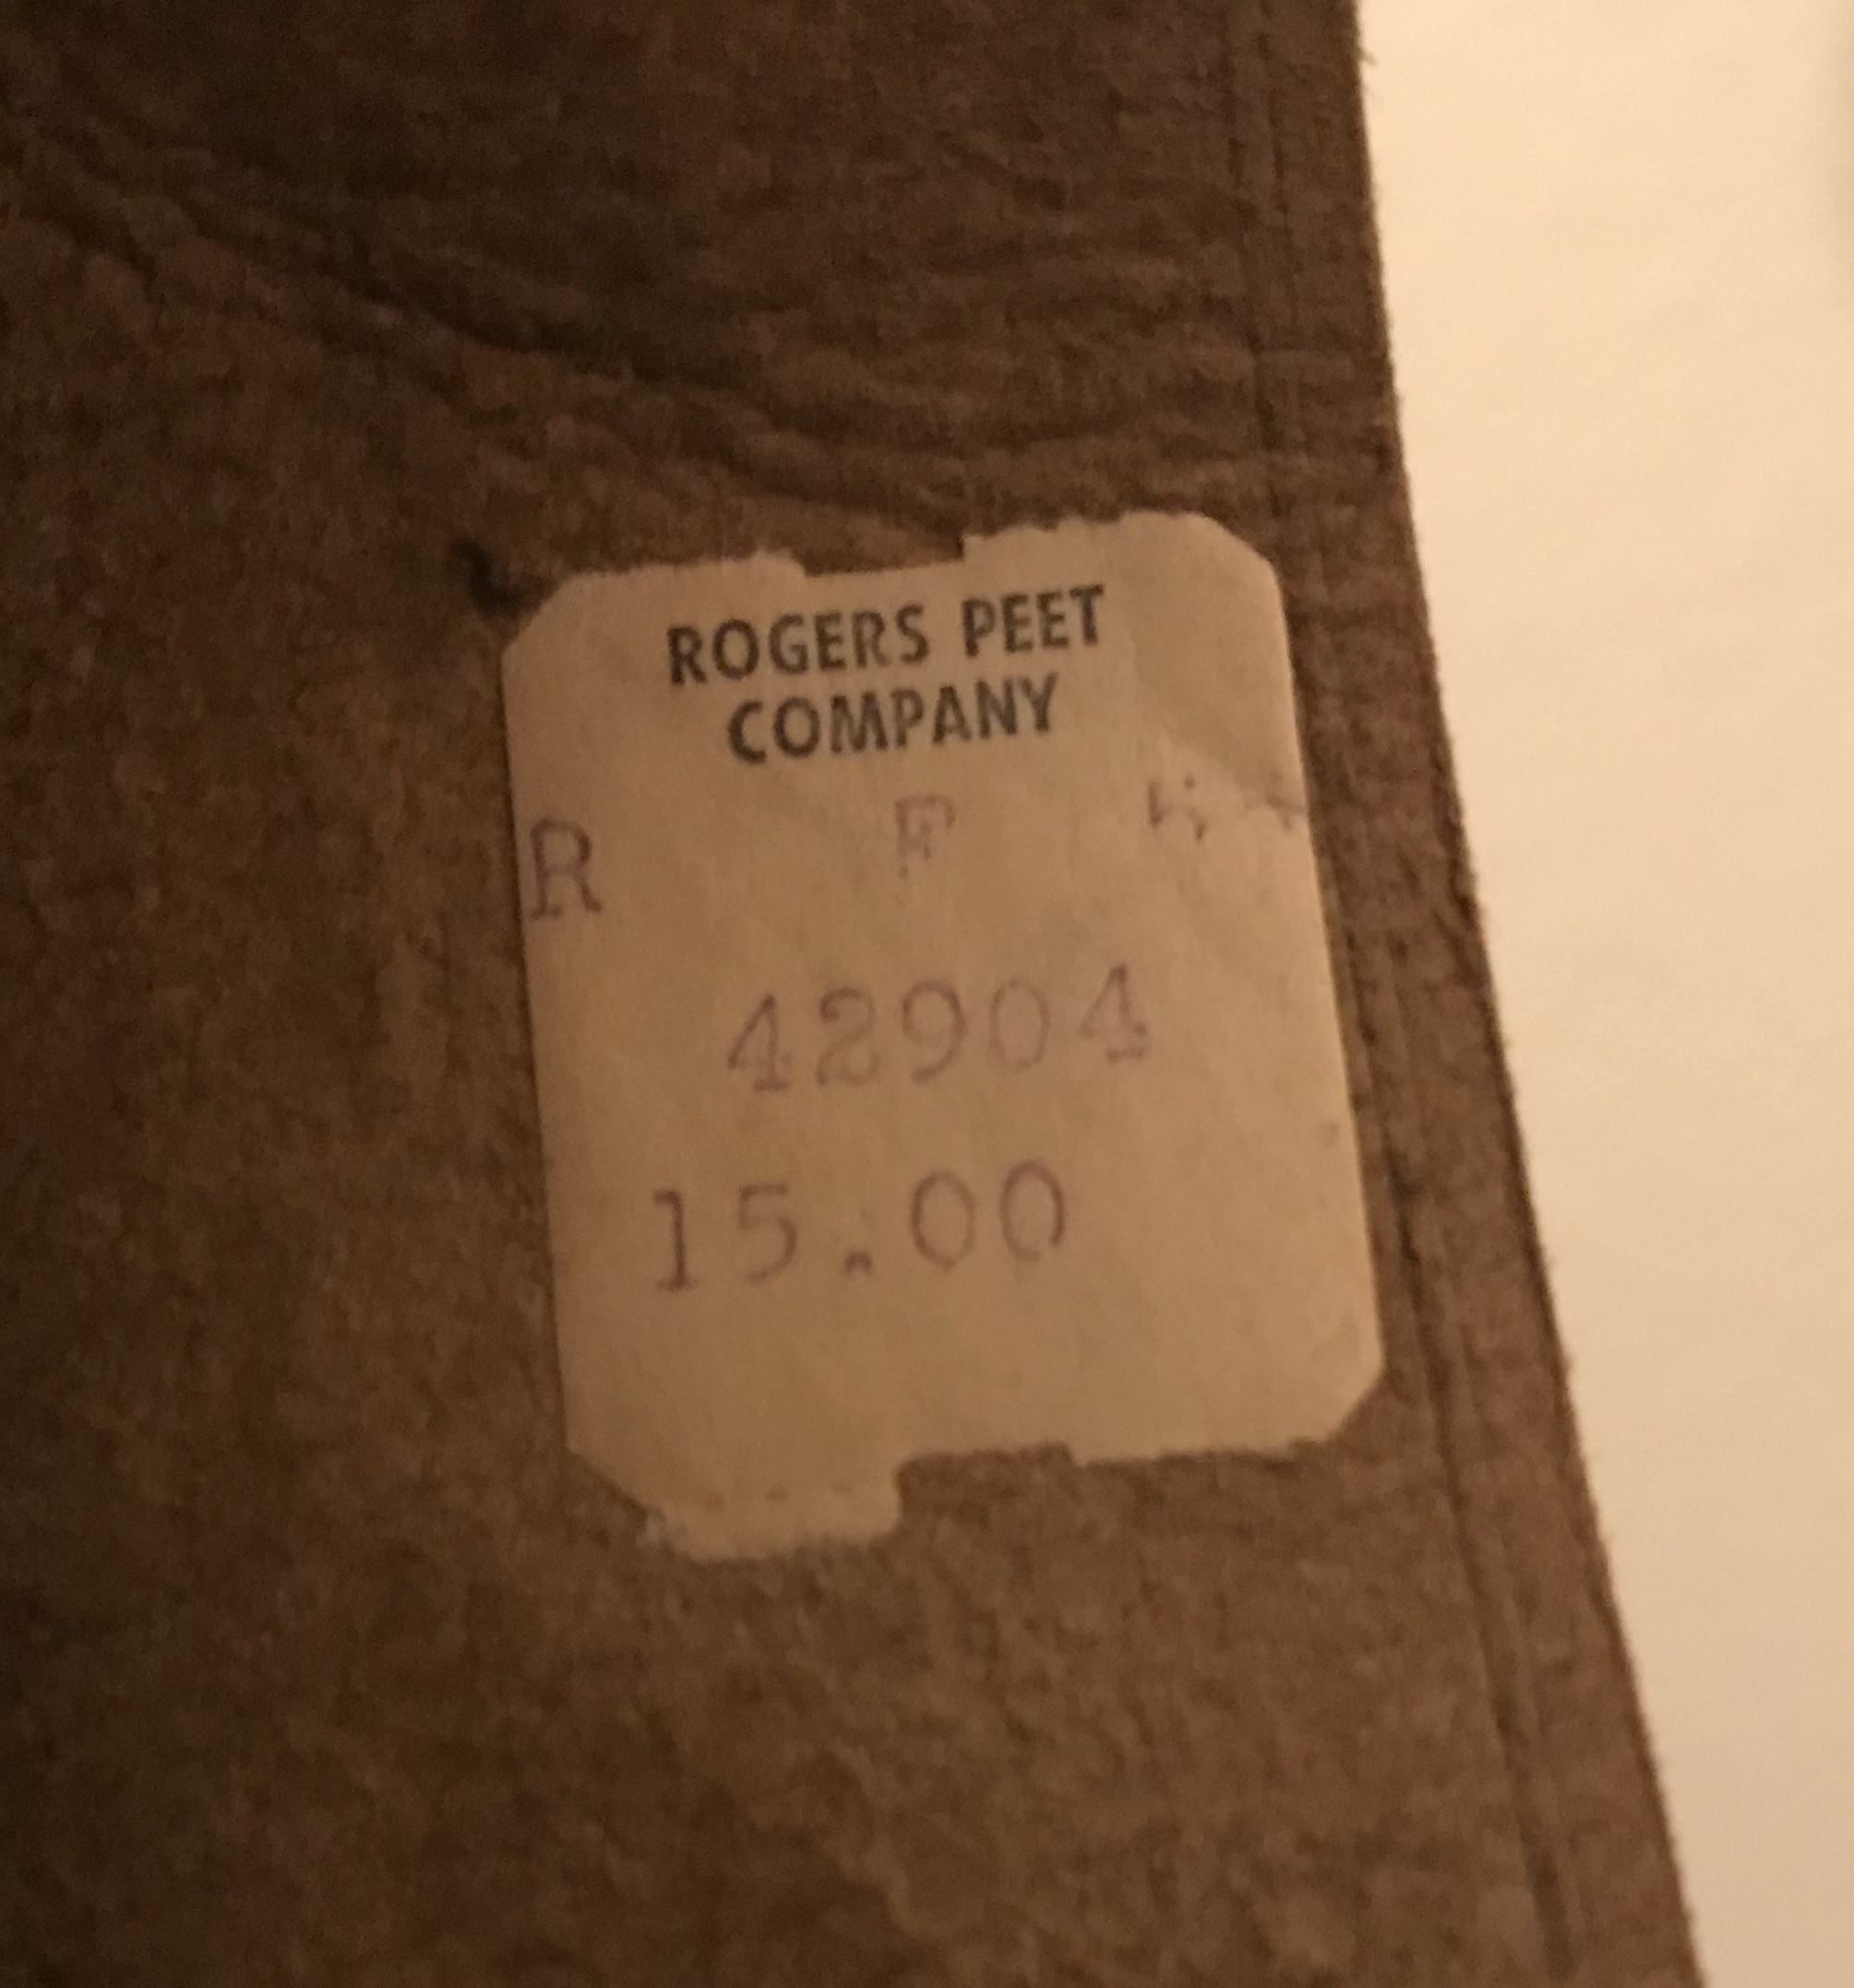 ROGERS PEET
COMPANY
R F
42904
15.00